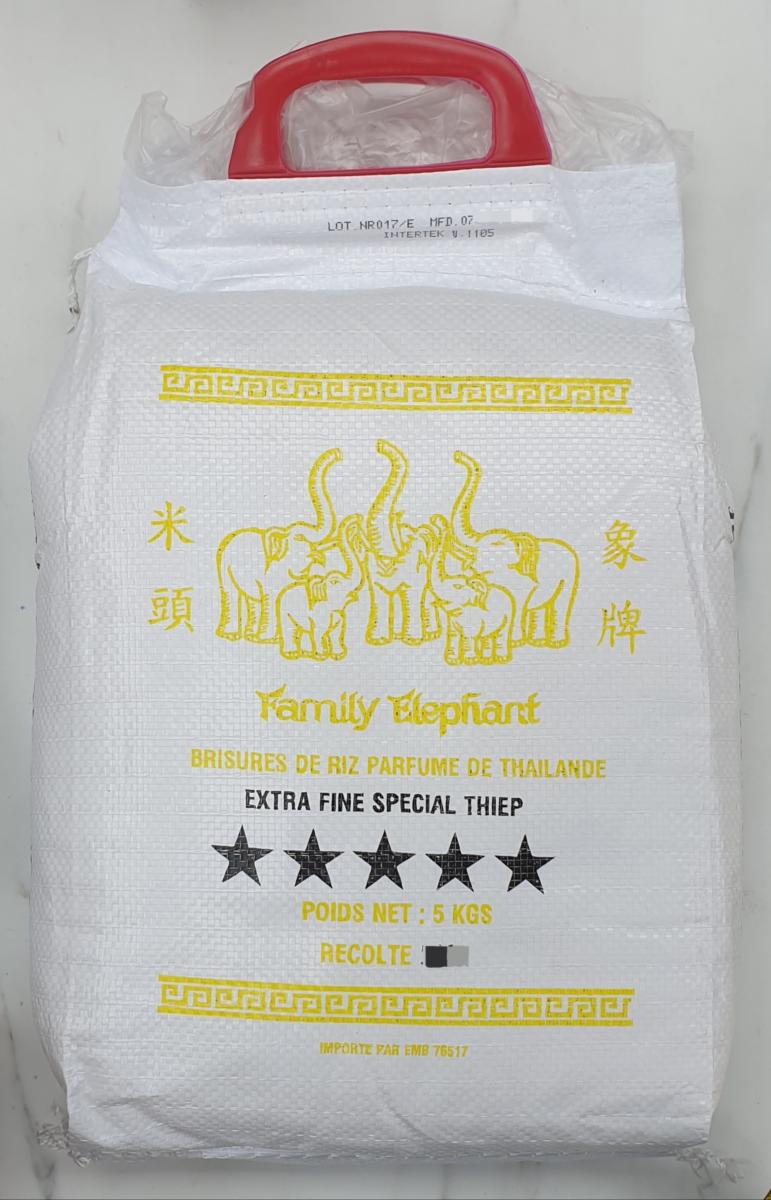 LOT.NR017/E MFD.07
INTERTEK V.1105
米頭
象牌
Family Elephant
BRISURES DE RIZ PARFUME DE THAILANDE
EXTRA FINE SPECIAL THIEP
POIDS NET : 5 KGS
RECOLTE :
IMPORTE PAR EMB 76517